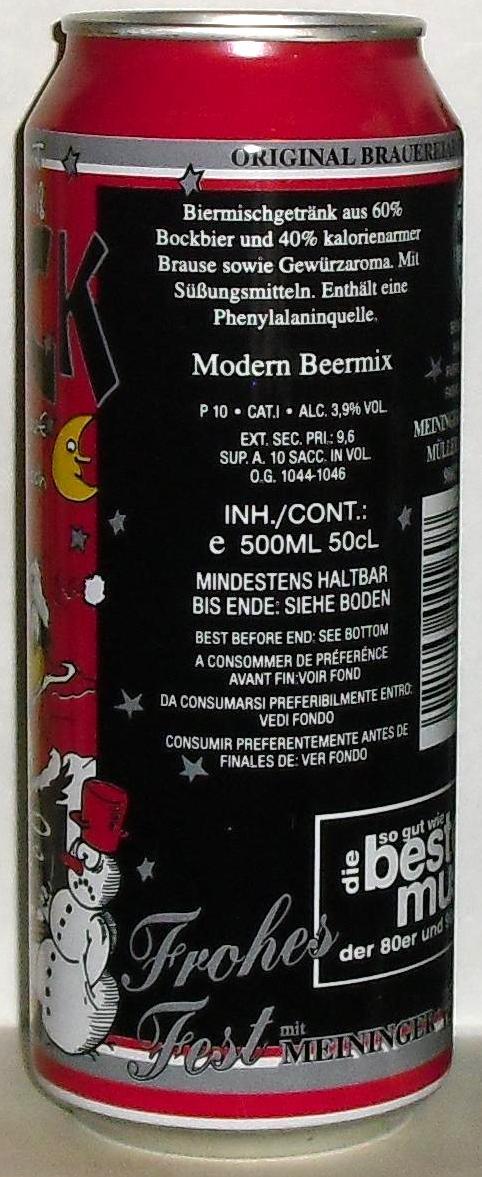 ORIGINAL BRAUEREI
Biermischgetränk aus 60%
Bockbier und 40% kalorienarmer
Brause sowie Gewürzaroma. Mit
Süßungsmitteln. Enthält eine
Phenylalaninquelle.
Modern Beermix
P 10 • CAT.I • ALC. 3,9% VOL.
EXT. SEC. PRI.: 9,6
SUP. A. 10 SACC. IN VOL.
O.G. 1044-1046
INH./CONT.:
e 500ML 50cL
MINDESTENS HALTBAR
BIS ENDE: SIEHE BODEN
BEST BEFORE END: SEE BOTTOM
A CONSOMMER DE PRÉFÉRÉNCE
AVANT FIN:VOIR FOND
DA CONSUMARSI PREFERIBILMENTE ENTRO:
VEDI FONDO
CONSUMIR PREFERENTEMENTE ANTES DE
FINALES DE: VER FONDO
MEININ
MÜLLE
so gut wie
die best
mu
der 80er und
Frohes
Fest mit MEININGER